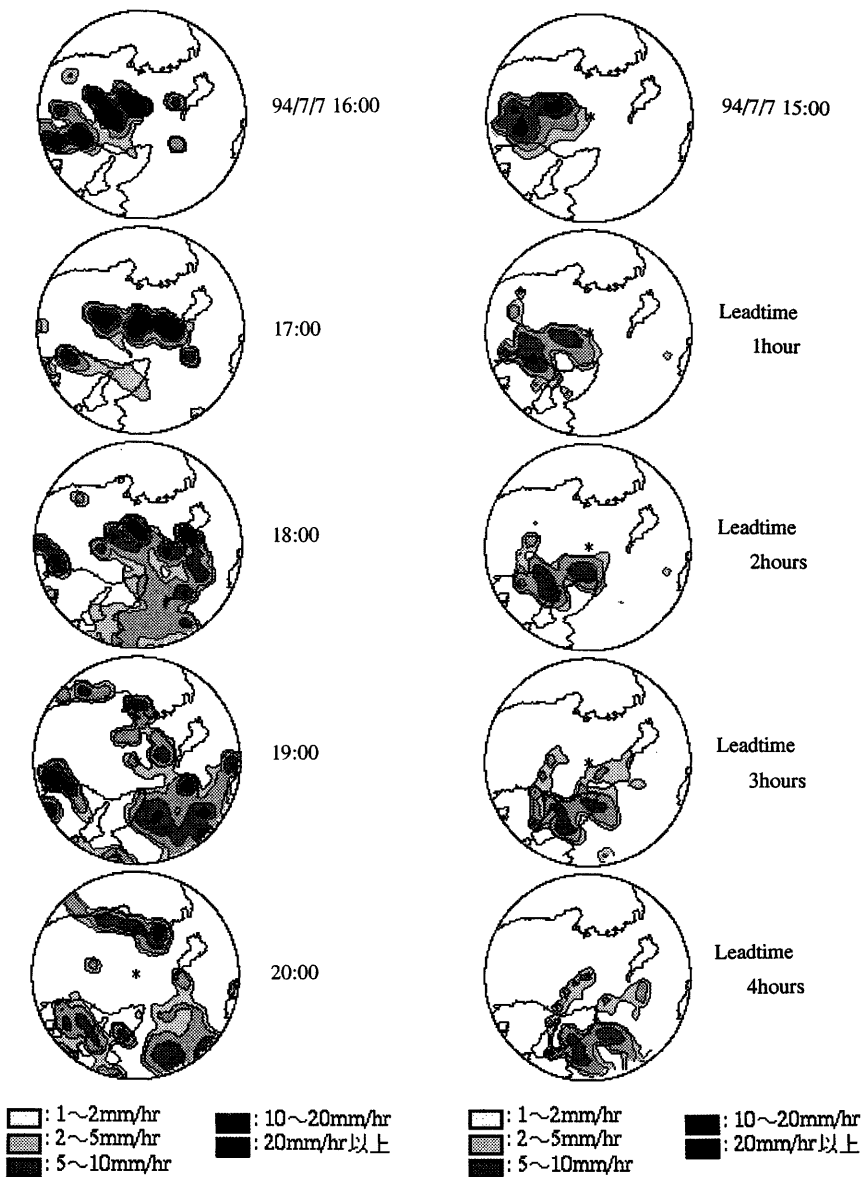 94/7/7 16:00
17:00
18:00
19:00
*
20:00
: 1〜2mm/hr
: 2〜5mm/hr
: 5〜10mm/hr
: 10〜20mm/hr
: 20mm/hr以上
*
94/7/7 15:00
*
Leadtime
1hour
*
Leadtime
2hours
*
Leadtime
3hours
Leadtime
4hours
: 1〜2mm/hr
: 2〜5mm/hr
: 5〜10mm/hr
: 10〜20mm/hr
: 20mm/hr以上